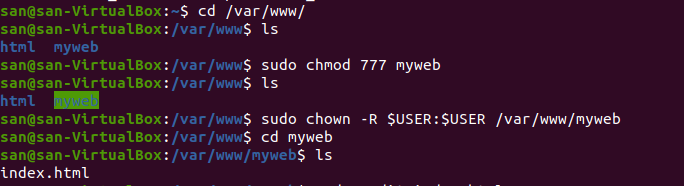 san@san-VirtualBox:~$ cd /var/www/
san@san-VirtualBox:/var/www$ ls
html  myweb
san@san-VirtualBox:/var/www$ sudo chmod 777 myweb
san@san-VirtualBox:/var/www$ ls
html  myweb
san@san-VirtualBox:/var/www$ sudo chown -R $USER:$USER /var/www/myweb
san@san-VirtualBox:/var/www$ cd myweb
san@san-VirtualBox:/var/www/myweb$ ls
index.html